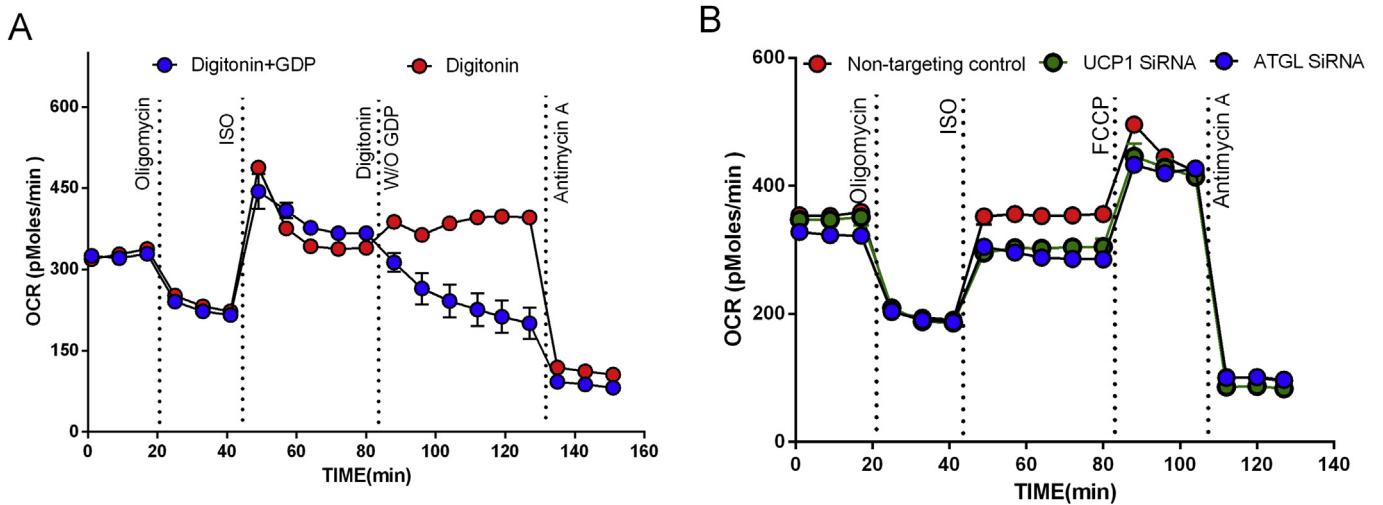 A
Digitonin+GDP
Digitonin
OCR (pMoles/min )
600
450
300
150
0
Oligomycin
ISO
Digitonin
W/O GDP
Antimycin A
0 20 40 60 80 100 120 140 160
TIME(min)
B
Non-targeting control
UCP1 SiRNA
ATGL SiRNA
OCR (pMoles/min )
600
400
200
0
Oligomycin
ISO
FCCP
Antimycin A
0 20 40 60 80 100 120 140
TIME(min)